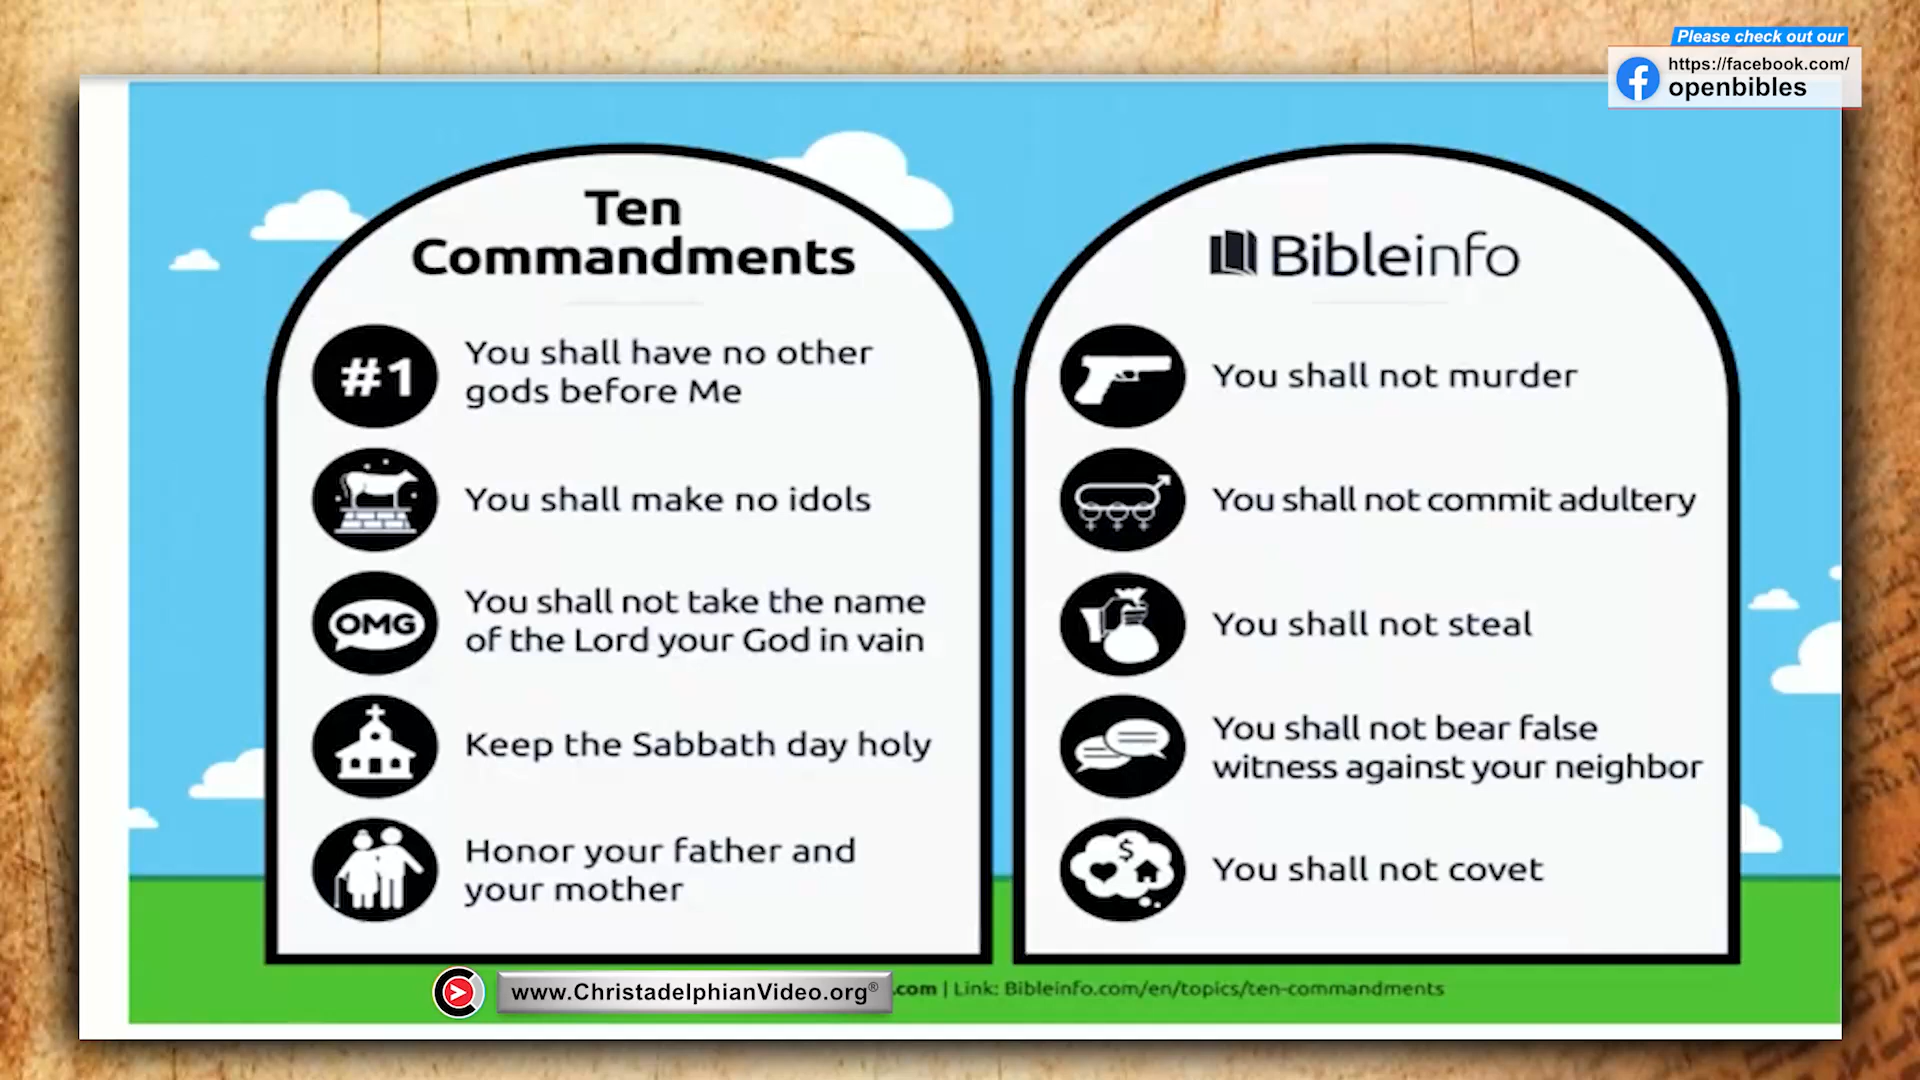 Please check out our
https://facebook.com/
openbibles
Ten
Commandments
#1
You shall have no other
gods before Me
You shall make no idols
OMG
You shall not take the name
of the Lord your God in vain
Keep the Sabbath day holy
Honor your father and
your mother
Bibleinfo
You shall not murder
You shall not commit adultery
You shall not steal
You shall not bear false
witness against your neighbor
$
You shall not covet
www.ChristadelphianVideo.org®
.com | Link: Bibleinfo.com/en/topics/ten-commandments